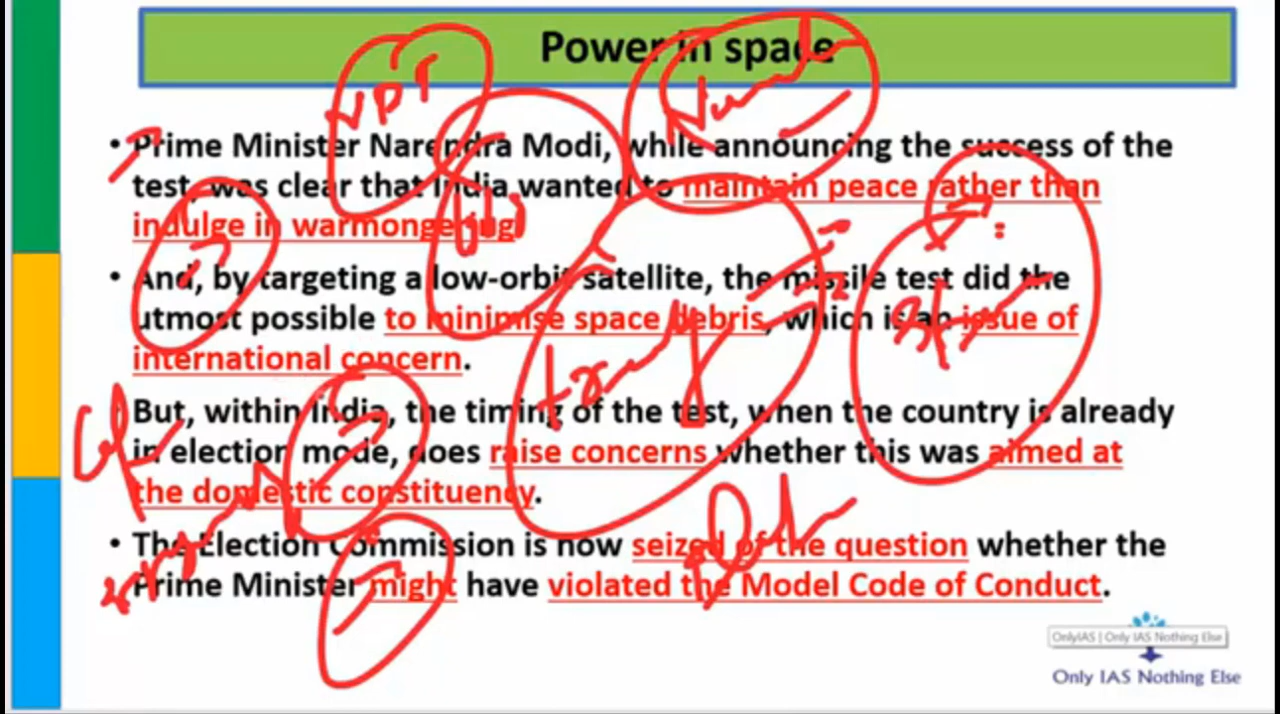 Power in space
• Prime Minister Narendra Modi, while announcing the success of the
test, was clear that India wanted to maintain peace rather than
indulge in warmongering.
• And, by targeting a low-orbit satellite, the missile test did the
utmost possible to minimise space debris, which is an issue of
international concern.
• But, within India, the timing of the test, when the country is already
in election mode, does raise concerns whether this was aimed at
the domestic constituency.
• The Election Commission is now seized of the question whether the
Prime Minister might have violated the Model Code of Conduct.
NPT
OnlyIAS | Only IAS Nothing Else
Only IAS Nothing Else